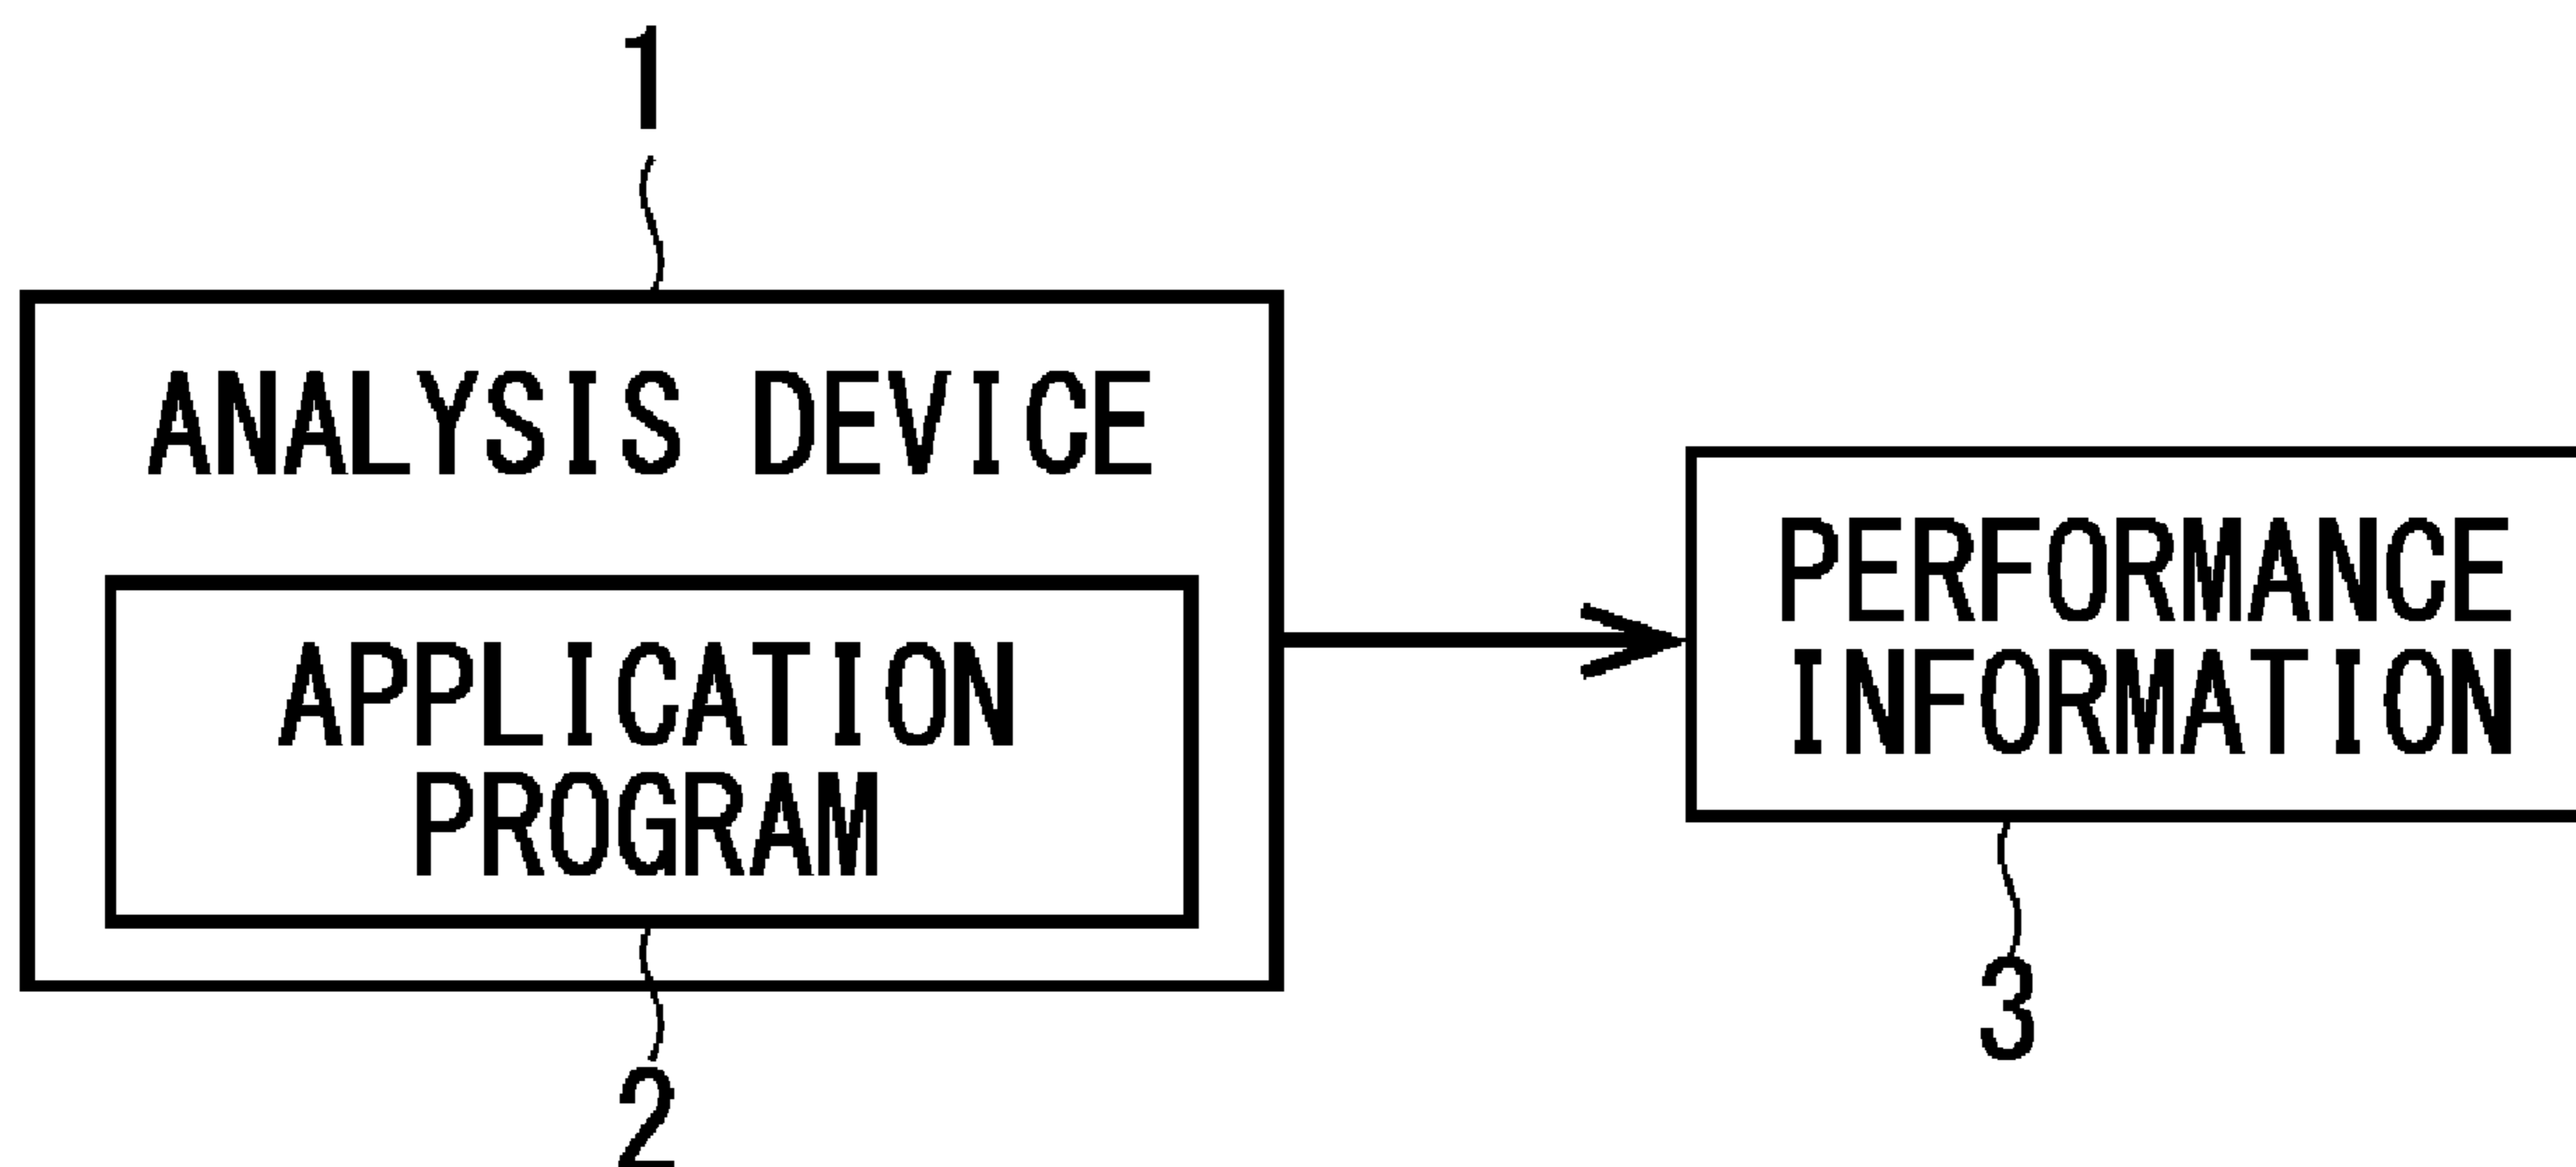 1
ANALYSIS DEVICE
APPLICATION
PROGRAM
2
PERFORMANCE
INFORMATION
3